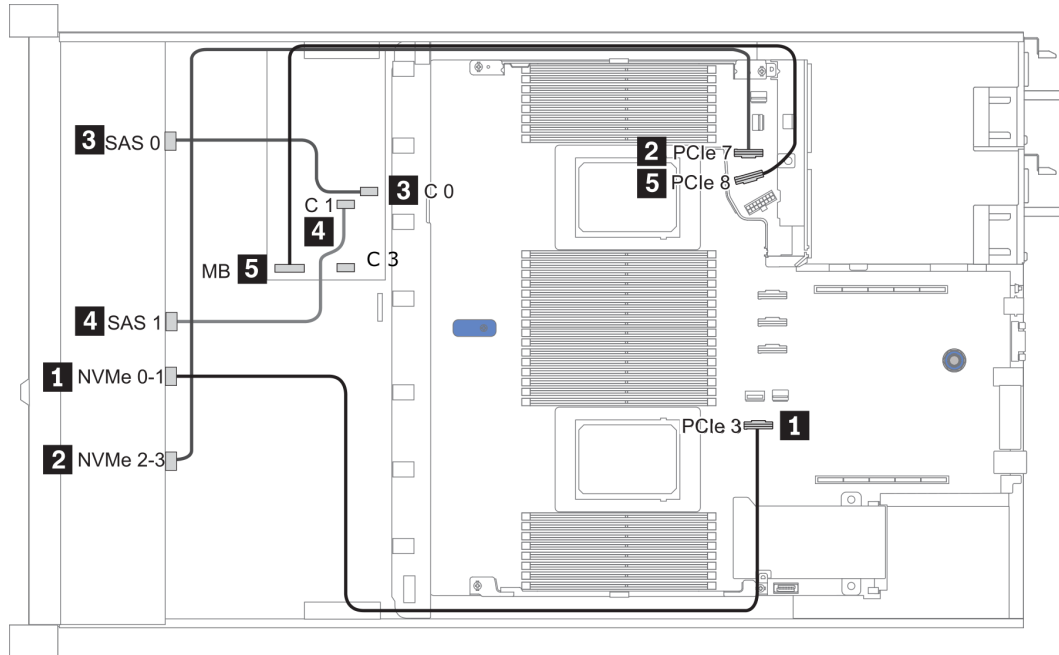 3 SAS 0
2 PCIe 7
5 PCIe 8
3 C 0
C 1
4
MB 5
C 3
4 SAS 1
1 NVMe 0-1
PCIe 3 1
2 NVMe 2-3